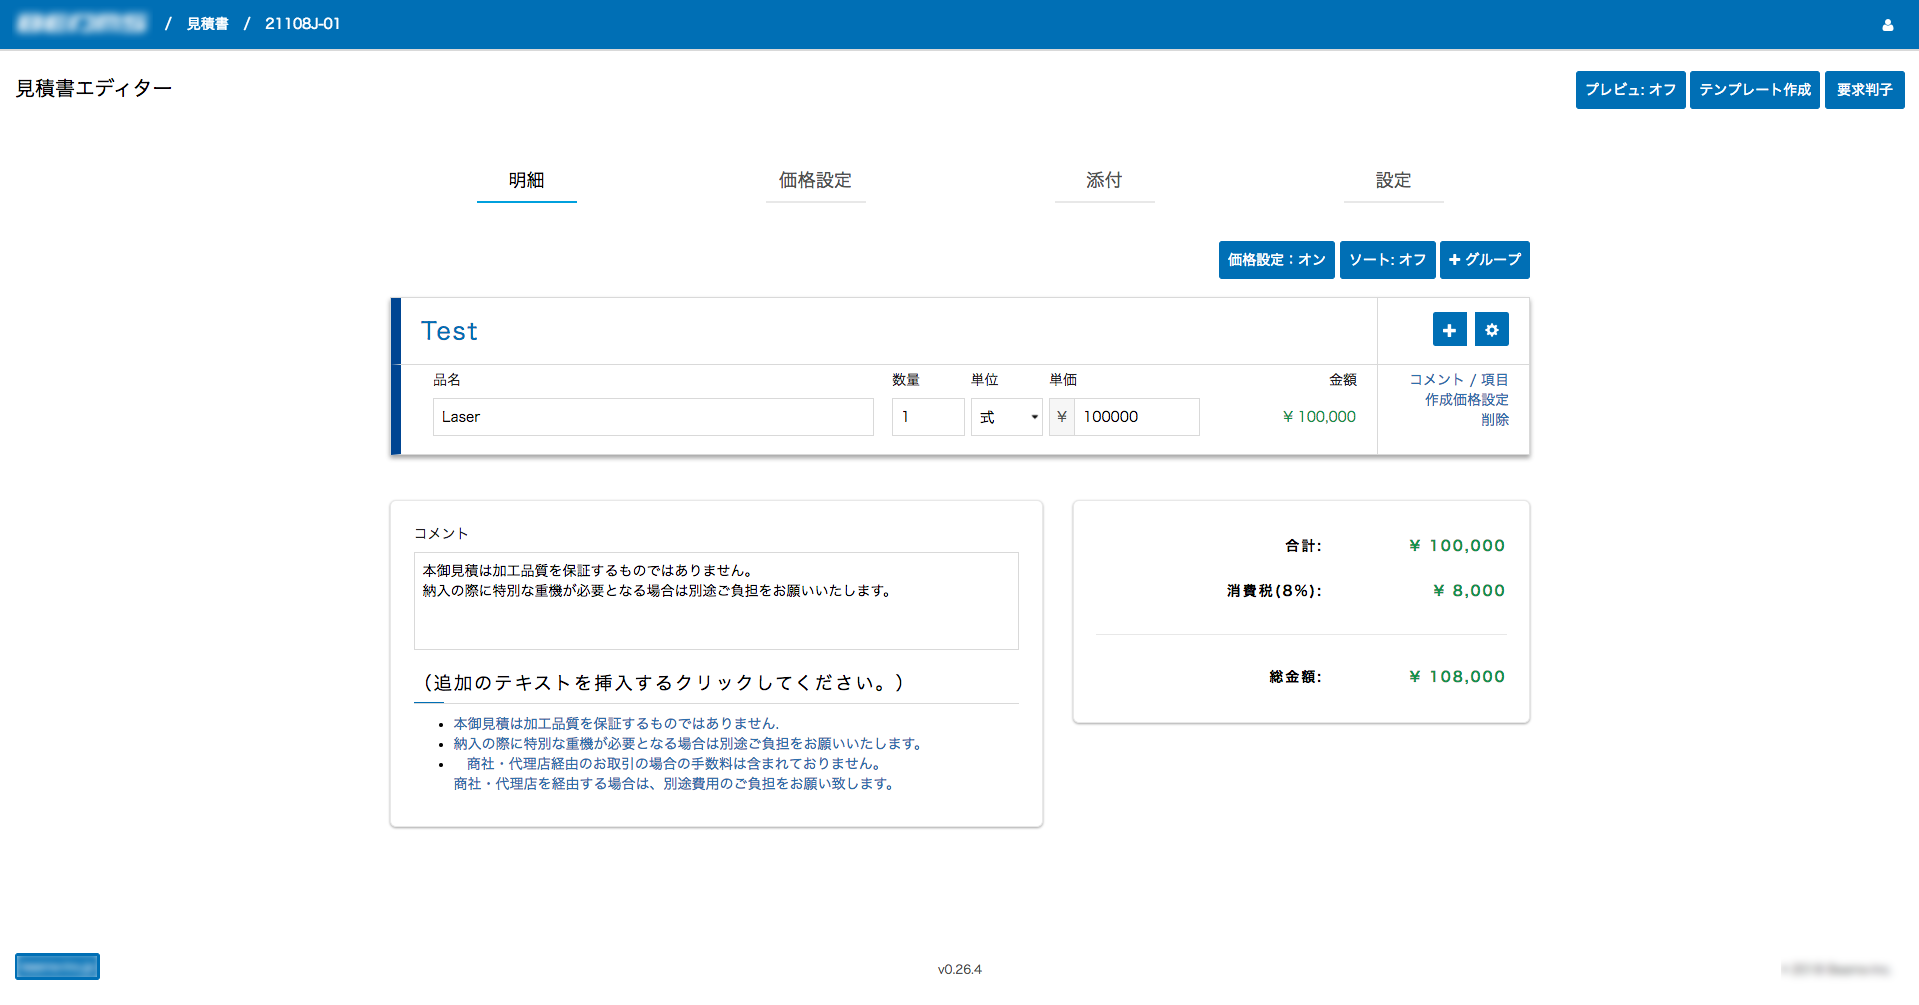 / 見積書 / 21108J-01
見積書エディター
プレビュ: オフ テンプレート作成 要求判子
明細 価格設定 添付 設定
価格設定：オン ソート: オフ + グループ
Test
品名 数量 単位 単価 金額
Laser 1 式 ¥ 100000 ¥ 100,000
コメント / 項目
作成価格設定
削除
コメント
本御見積は加工品質を保証するものではありません。
納入の際に特別な重機が必要となる場合は別途ご負担をお願いいたします。
（追加のテキストを挿入するクリックしてください。）
本御見積は加工品質を保証するものではありません.
納入の際に特別な重機が必要となる場合は別途ご負担をお願いいたします。
商社・代理店経由のお取引の場合の手数料は含まれておりません。
商社・代理店を経由する場合は、別途費用のご負担をお願い致します。
合計: ¥ 100,000
消費税(8%): ¥ 8,000
総金額: ¥ 108,000
v0.26.4